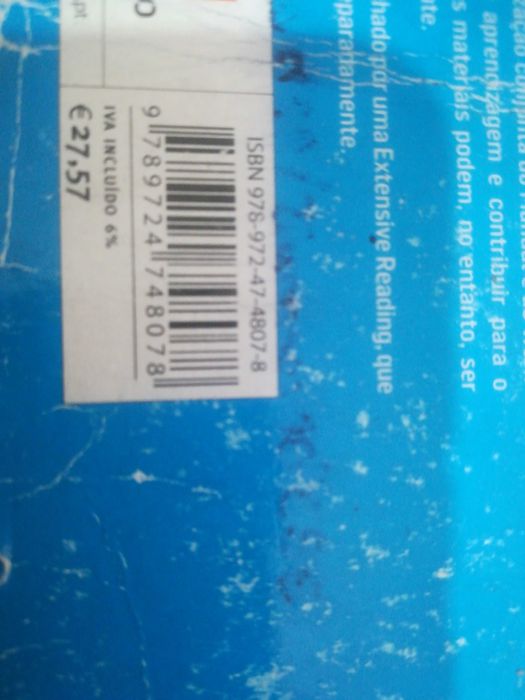 aprendizagem e contribuir para o
s materiais podem, no entanto, ser
nte.
hado por uma Extensive Reading, que
paradamente.
ISBN 978-972-47-4807-8
9 789724 748078
IVA INCLUÍDO 6%
€ 27,57